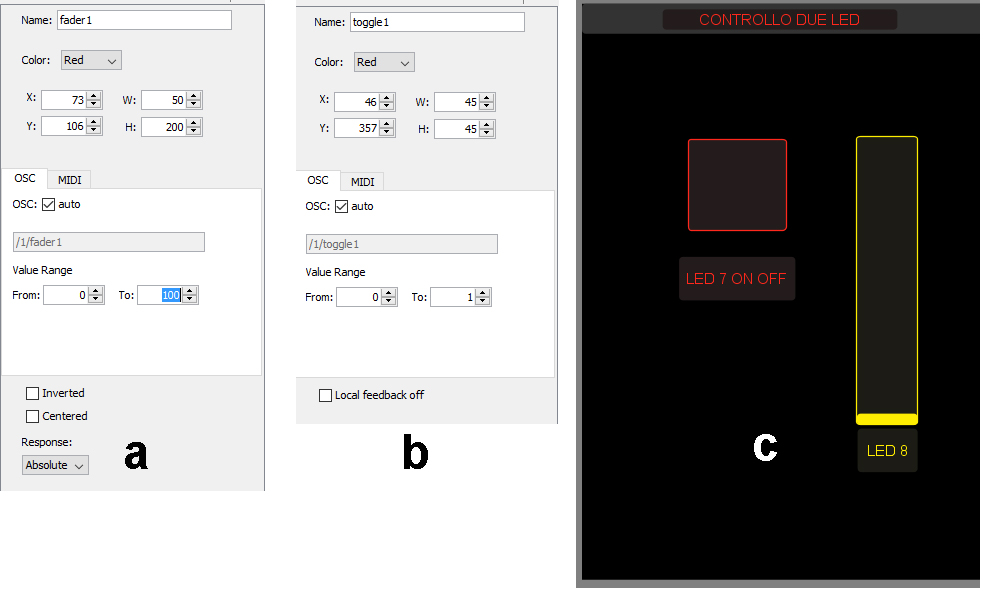 Name: fader1
Color: Red
X: 73 W: 50
Y: 106 H: 200
OSC MIDI
OSC: auto
/1/fader1
Value Range
From: 0 To: 100
Inverted
Centered
Response:
Absolute
a
Name: toggle1
Color: Red
X: 46 W: 45
Y: 357 H: 45
OSC MIDI
OSC: auto
/1/toggle1
Value Range
From: 0 To: 1
Local feedback off
b
CONTROLLO DUE LED
LED 7 ON OFF
LED 8
c